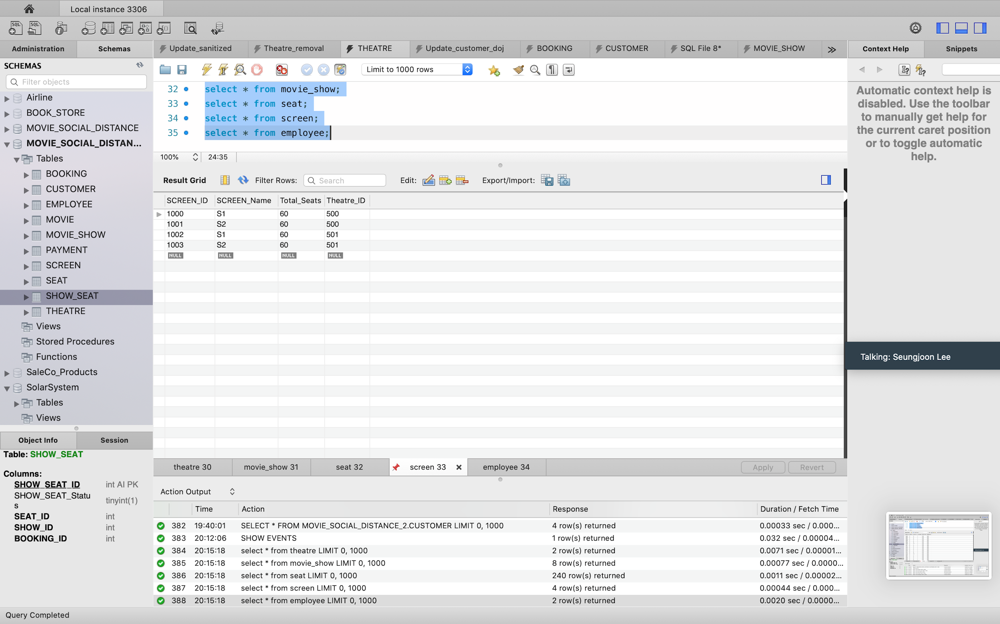 Local instance 3306
Administration Schemas
Update_sanitized Theatre_removal THEATRE Update_customer_doj BOOKING CUSTOMER SQL File 8* MOVIE_SHOW
Context Help Snippets
SCHEMAS
Filter objects
Airline
BOOK_STORE
MOVIE_SOCIAL_DISTANCE
MOVIE_SOCIAL_DISTAN...
Tables
BOOKING
CUSTOMER
EMPLOYEE
MOVIE
MOVIE_SHOW
PAYMENT
SCREEN
SEAT
SHOW_SEAT
THEATRE
Views
Stored Procedures
Functions
SaleCo_Products
SolarSystem
Tables
Views
Object Info Session
Table: SHOW_SEAT
Columns:
SHOW_SEAT_ID int AI PK
SHOW_SEAT_Statu
s tinyint(1)
SEAT_ID int
SHOW_ID int
BOOKING_ID int
Limit to 1000 rows
32 select * from movie_show;
33 select * from seat;
34 select * from screen;
35 select * from employee;
100% 24:35
Result Grid Filter Rows: Search Edit: Export/Import:
SCREEN_ID SCREEN_Name Total_Seats Theatre_ID
1000 S1 60 500
1001 S2 60 500
1002 S1 60 501
1003 S2 60 501
NULL NULL NULL NULL
theatre 30 movie_show 31 seat 32 screen 33 employee 34 Apply Revert
Action Output
Time Action Response Duration / Fetch Time
382 19:40:01 SELECT * FROM MOVIE_SOCIAL_DISTANCE_2.CUSTOMER LIMIT 0, 1000 4 row(s) returned 0.00033 sec / 0.000...
383 20:12:06 SHOW EVENTS 1 row(s) returned 0.032 sec / 0.00004...
384 20:15:18 select * from theatre LIMIT 0, 1000 2 row(s) returned 0.0071 sec / 0.00001...
385 20:15:18 select * from movie_show LIMIT 0, 1000 8 row(s) returned 0.00077 sec / 0.0000...
386 20:15:18 select * from seat LIMIT 0, 1000 240 row(s) returned 0.0011 sec / 0.00002...
387 20:15:18 select * from screen LIMIT 0, 1000 4 row(s) returned 0.00044 sec / 0.000...
388 20:15:18 select * from employee LIMIT 0, 1000 2 row(s) returned 0.0020 sec / 0.0000...
Automatic context help is
disabled. Use the toolbar
to manually get help for
the current caret position
or to toggle automatic
help.
Talking: Seungjoon Lee
Query Completed